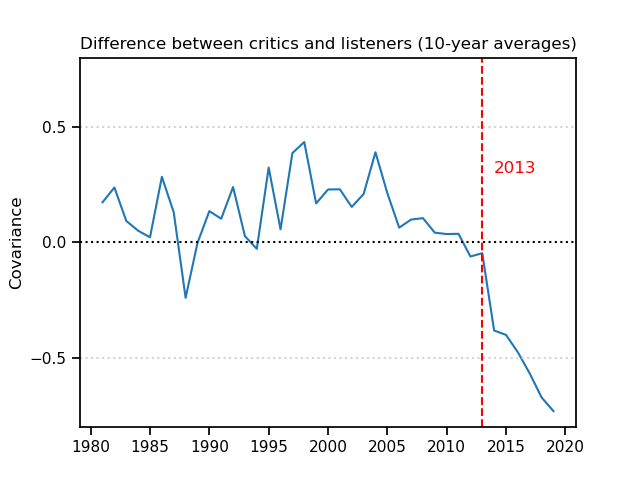 Difference between critics and listeners (10-year averages)
0.5
2013
0.0
Covariance
−0.5
1980 1985 1990 1995 2000 2005 2010 2015 2020